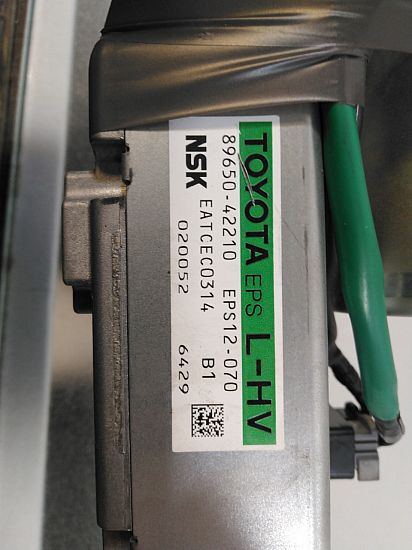 TOYOTA EPS L-HV
89650-42210 EPS12-070
NSK EATCEC0314 B1
020052 6429